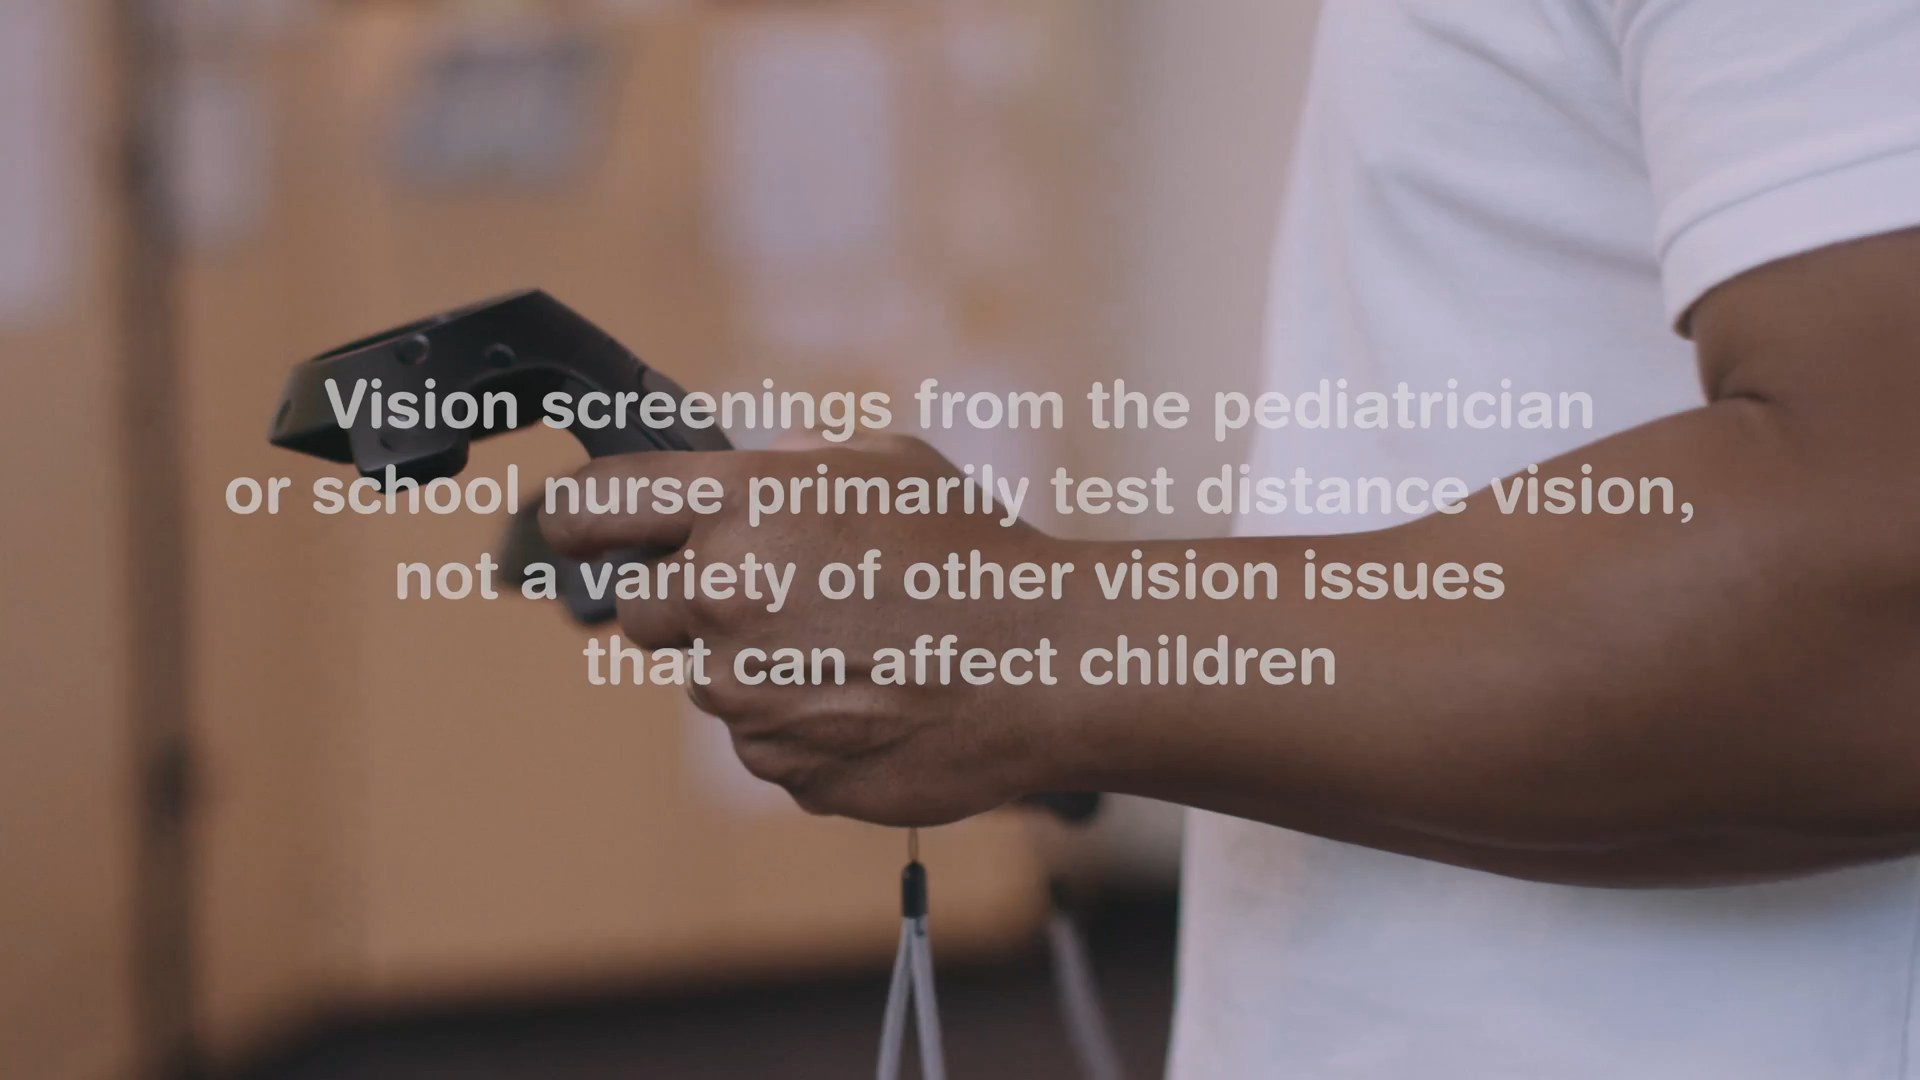 Vision screenings from the pediatrician
or school nurse primarily test distance vision,
not a variety of other vision issues
that can affect children